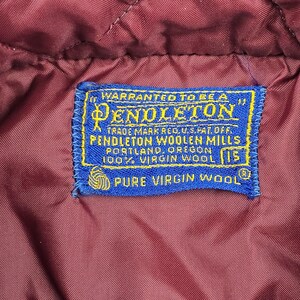 "WARRANTED TO BE A
PENDLETON"
TRADE MARK REG. U.S. PAT. OFF.
PENDLETON WOOLEN MILLS
PORTLAND, OREGON
100% VIRGIN WOOL 15
PURE VIRGIN WOOL ®